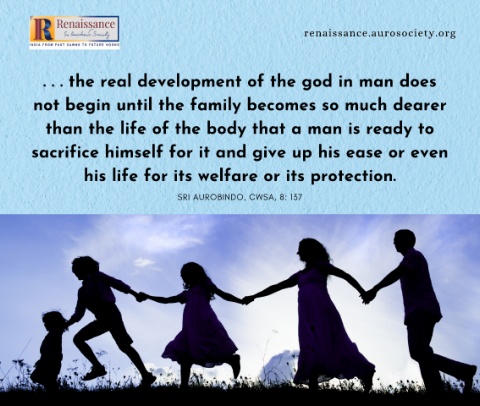 Renaissance
Sri Aurobindo Society
INDIA FROM PAST DAWNS TO FUTURE NOONS
renaissance.aurosociety.org
. . . the real development of the god in man does
not begin until the family becomes so much dearer
than the life of the body that a man is ready to
sacrifice himself for it and give up his ease or even
his life for its welfare or its protection.
SRI AUROBINDO, CWSA, 8: 137